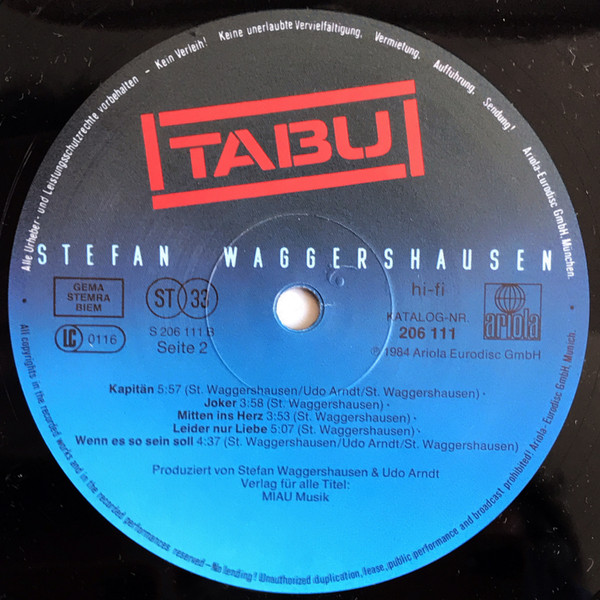 Alle Urheber- und Leistungsschutzrechte vorbehalten - Kein Verleih! Keine unerlaubte Vervielfältigung, Vermietung, Aufführung, Sendung! Ariola-Eurodisc GmbH, München.
TABU
STEFAN WAGGERSHAUSEN
GEMA
STEMRA
BIEM
ST 33
hi-fi
LC 0116
S 206 111 B
Seite 2
KATALOG-NR.
206 111
ariola
℗ 1984 Ariola Eurodisc GmbH
Kapitän 5:57 (St. Waggershausen/Udo Arndt/St. Waggershausen) ·
Joker 3:58 (St. Waggershausen) ·
Mitten ins Herz 3:53 (St. Waggershausen) ·
Leider nur Liebe 5:07 (St. Waggershausen) ·
Wenn es so sein soll 4:37 (St. Waggershausen/Udo Arndt/St. Waggershausen)
Produziert von Stefan Waggershausen & Udo Arndt
Verlag für alle Titel:
MIAU Musik
All copyrights in the recorded works and in the recorded performances reserved - No lending! Unauthorized duplication, lease, public performance and broadcast prohibited! Ariola-Eurodisc GmbH, Munich.